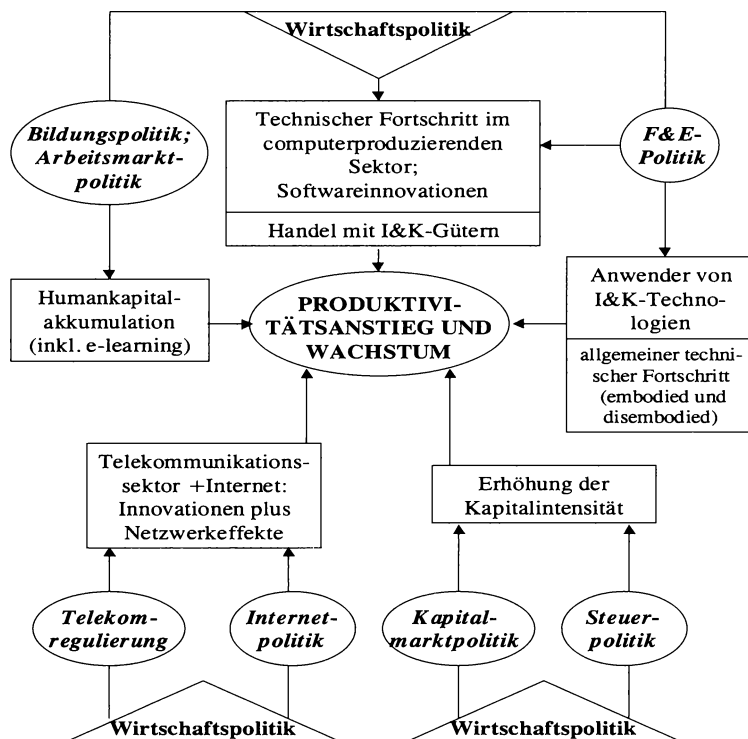 Wirtschaftspolitik
Bildungspolitik;
Arbeitsmarkt-
politik
Technischer Fortschritt im
computerproduzierenden
Sektor;
Softwareinnovationen
Handel mit I&K-Gütern
F&E-
Politik
Humankapital-
akkumulation
(inkl. e-learning)
PRODUKTIVI-
TÄTSANSTIEG UND
WACHSTUM
Anwender von
I&K-Techno-
logien
allgemeiner techni-
scher Fortschritt
(embodied und
disembodied)
Telekommunikations-
sektor +Internet:
Innovationen plus
Netzwerkeffekte
Erhöhung der
Kapitalintensität
Telekom-
regulierung
Internet-
politik
Kapital-
marktpolitik
Steuer-
politik
Wirtschaftspolitik
Wirtschaftspolitik